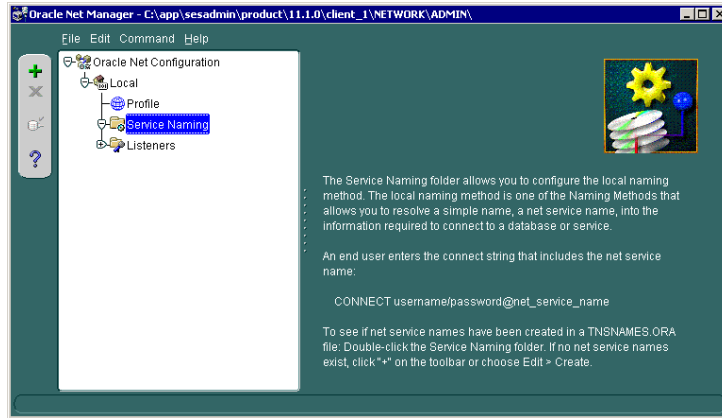 Oracle Net Manager - C:\app\sesadmin\product\11.1.0\client_1\NETWORK\ADMIN\
File Edit Command Help
Oracle Net Configuration
Local
Profile
Service Naming
Listeners
The Service Naming folder allows you to configure the local naming
method. The local naming method is one of the Naming Methods that
allows you to resolve a simple name, a net service name, into the
information required to connect to a database or service.
An end user enters the connect string that includes the net service
name:
CONNECT username/password@net_service_name
To see if net service names have been created in a TNSNAMES.ORA
file: Double-click the Service Naming folder. If no net service names
exist, click "+" on the toolbar or choose Edit > Create.